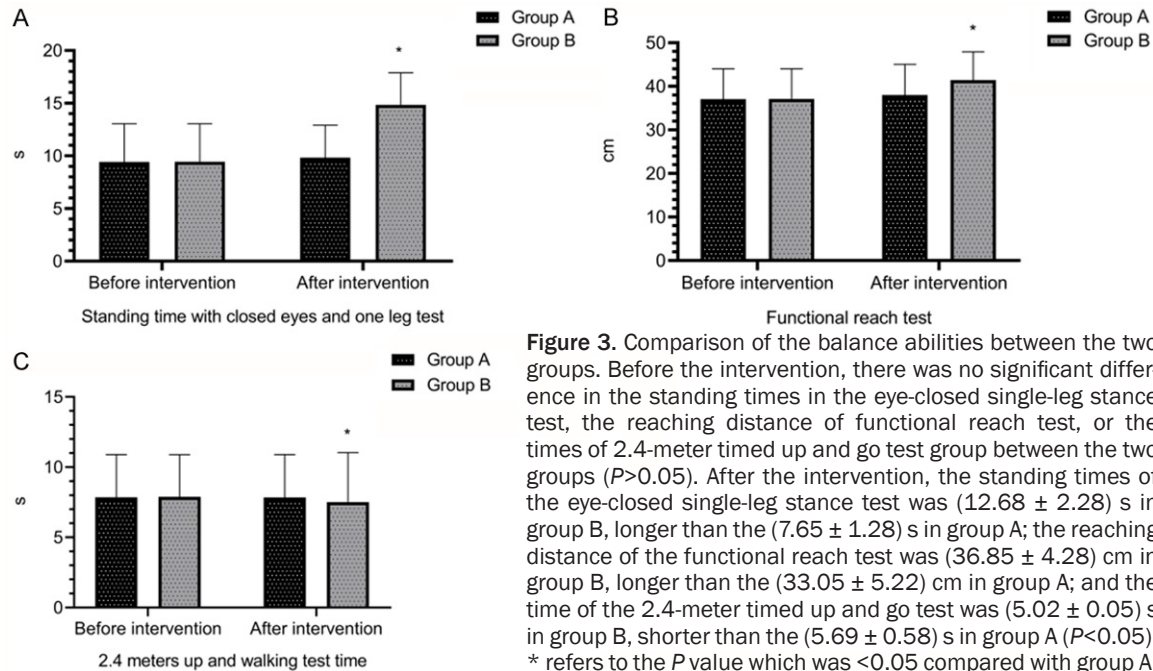 A
Group A
Group B
20
15
10
5
0
s
*
Before intervention
After intervention
Standing time with closed eyes and one leg test
B
Group A
Group B
50
40
30
20
10
0
cm
*
Before intervention
After intervention
Functional reach test
C
Group A
Group B
15
10
5
0
s
*
Before intervention
After intervention
2.4 meters up and walking test time
Figure 3. Comparison of the balance abilities between the two
groups. Before the intervention, there was no significant differ-
ence in the standing times in the eye-closed single-leg stance
test, the reaching distance of functional reach test, or the
times of 2.4-meter timed up and go test group between the two
groups (P>0.05). After the intervention, the standing times of
the eye-closed single-leg stance test was (12.68 ± 2.28) s in
group B, longer than the (7.65 ± 1.28) s in group A; the reaching
distance of the functional reach test was (36.85 ± 4.28) cm in
group B, longer than the (33.05 ± 5.22) cm in group A; and the
time of the 2.4-meter timed up and go test was (5.02 ± 0.05) s
in group B, shorter than the (5.69 ± 0.58) s in group A (P<0.05)
* refers to the P value which was <0.05 compared with group A